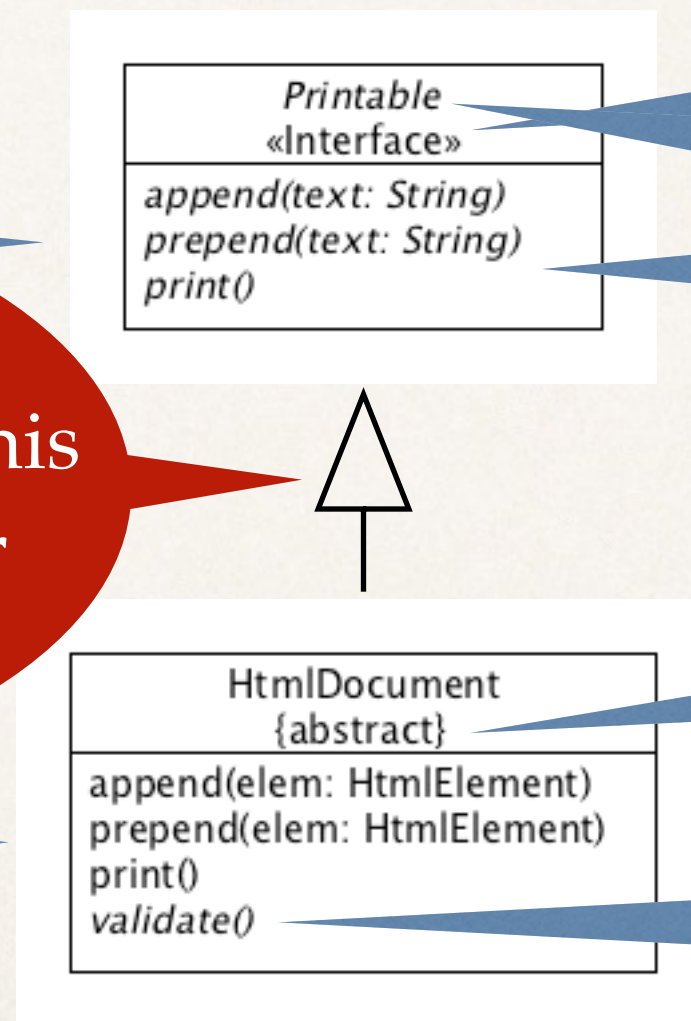 Printable
«Interface»
append(text: String)
prepend(text: String)
print()
HtmlDocument
{abstract}
append(elem: HtmlElement)
prepend(elem: HtmlElement)
print()
validate()